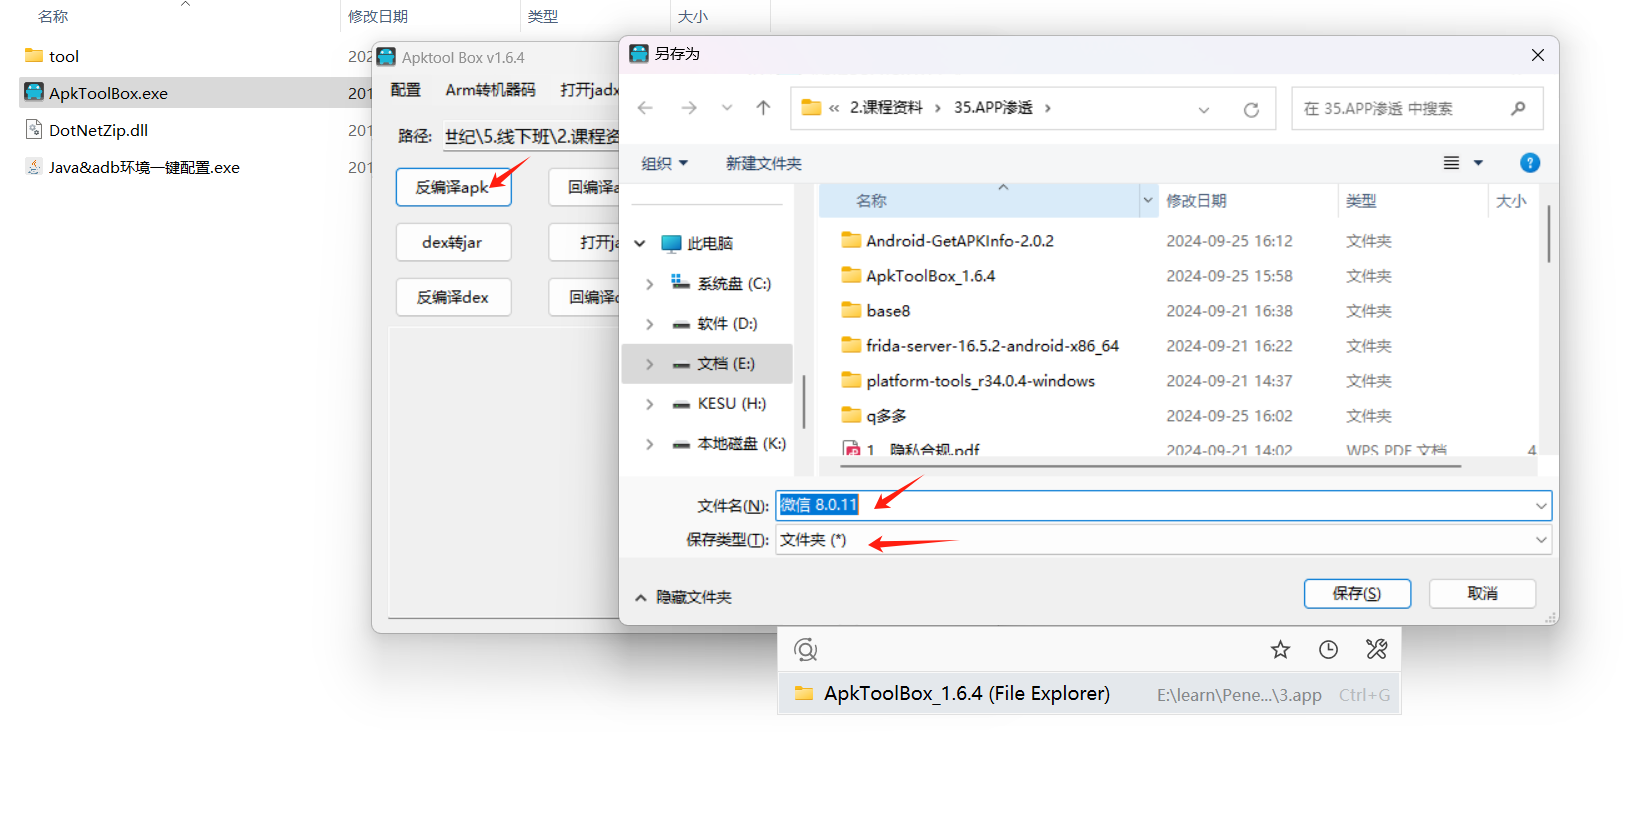 名称 修改日期 类型 大小
tool 202
ApkToolBox.exe 201
DotNetZip.dll 201
Java&adb环境一键配置.exe 201
Apktool Box v1.6.4
配置 Arm转机器码 打开jadx
路径: 世纪\5.线下班\2.课程资
反编译apk 回编译a
dex转jar 打开ja
反编译dex 回编译
另存为
« 2.课程资料 › 35.APP渗透 ›
在 35.APP渗透 中搜索
组织 新建文件夹
?
此电脑
系统盘 (C:)
软件 (D:)
文档 (E:)
KESU (H:)
本地磁盘 (K:)
名称 修改日期 类型 大小
Android-GetAPKInfo-2.0.2 2024-09-25 16:12 文件夹
ApkToolBox_1.6.4 2024-09-25 15:58 文件夹
base8 2024-09-21 16:38 文件夹
frida-server-16.5.2-android-x86_64 2024-09-21 16:22 文件夹
platform-tools_r34.0.4-windows 2024-09-21 14:37 文件夹
q多多 2024-09-25 16:02 文件夹
1、隐私合规.pdf 2024-09-21 14:02 WPS PDF 文档 4
文件名(N): 微信 8.0.11
保存类型(T): 文件夹 (*)
隐藏文件夹
保存(S) 取消
ApkToolBox_1.6.4 (File Explorer) E:\learn\Pene...\3.app Ctrl+G